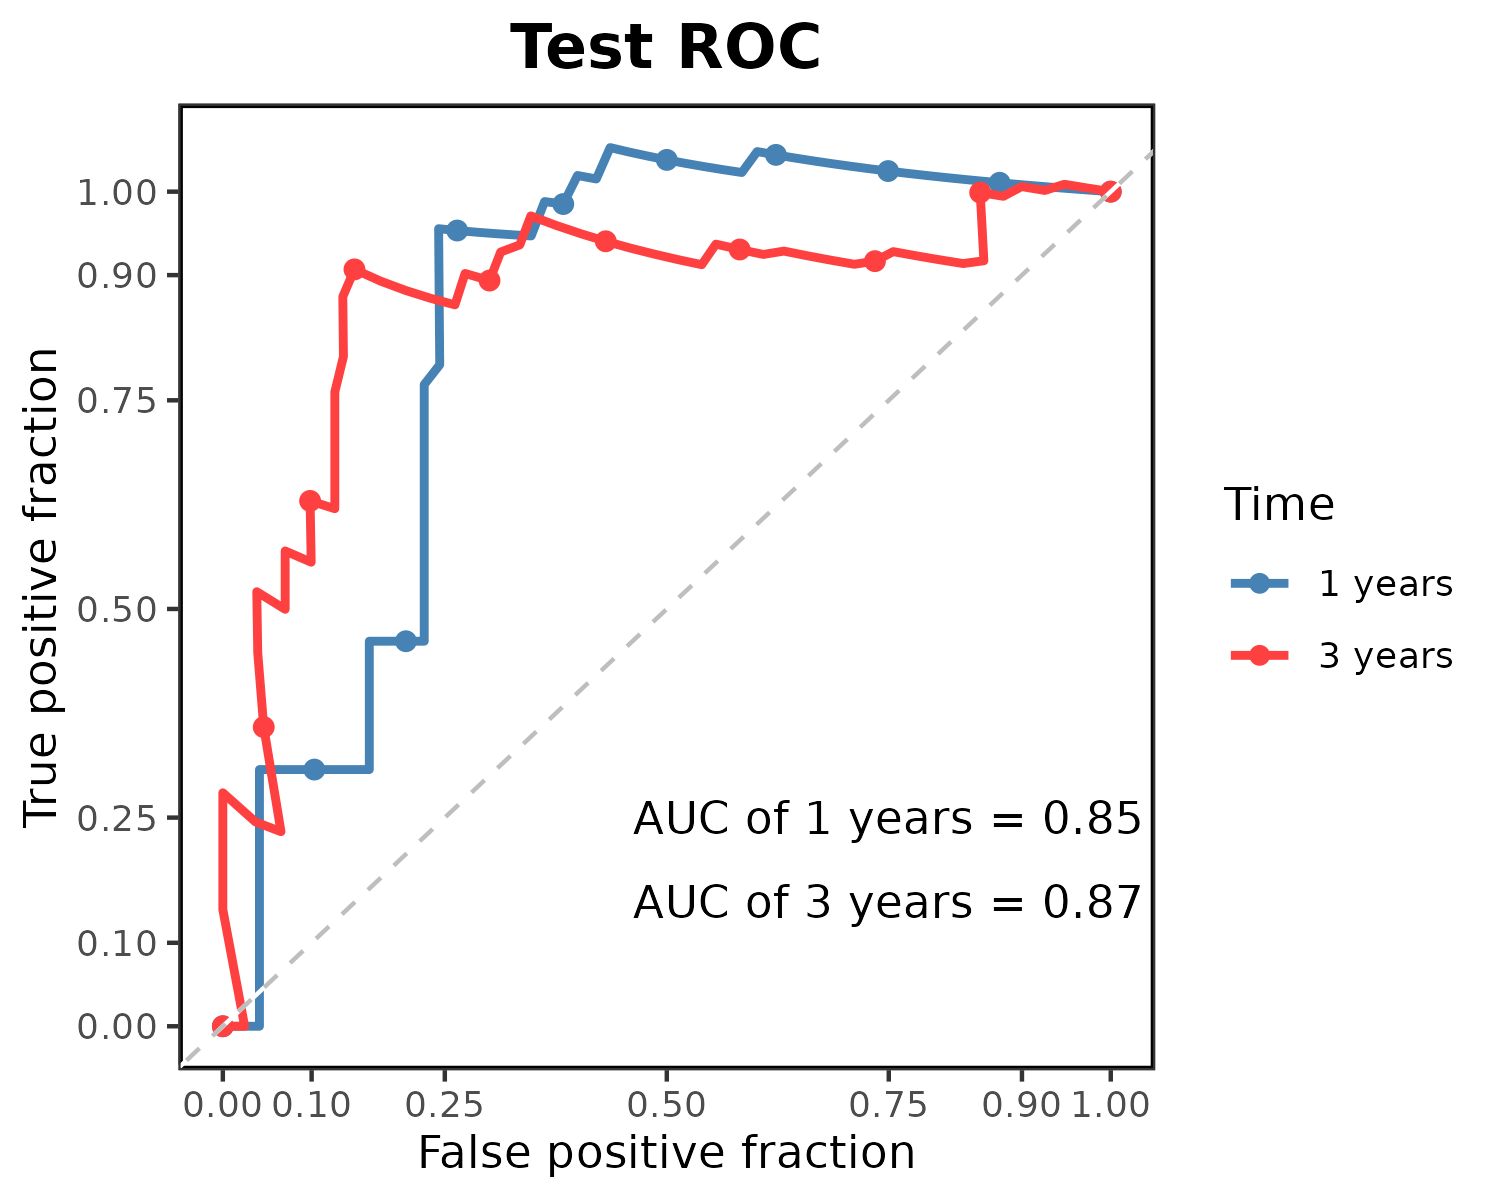 Test ROC
True positive fraction
1.00
0.90
0.75
0.50
0.25
0.10
0.00
AUC of 1 years = 0.85
AUC of 3 years = 0.87
0.00 0.10 0.25 0.50 0.75 0.90 1.00
False positive fraction
Time
1 years
3 years